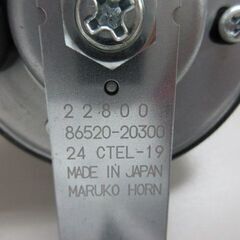 22800
86520-20300
24 CTEL-19
MADE IN JAPAN
MARUKO HORN